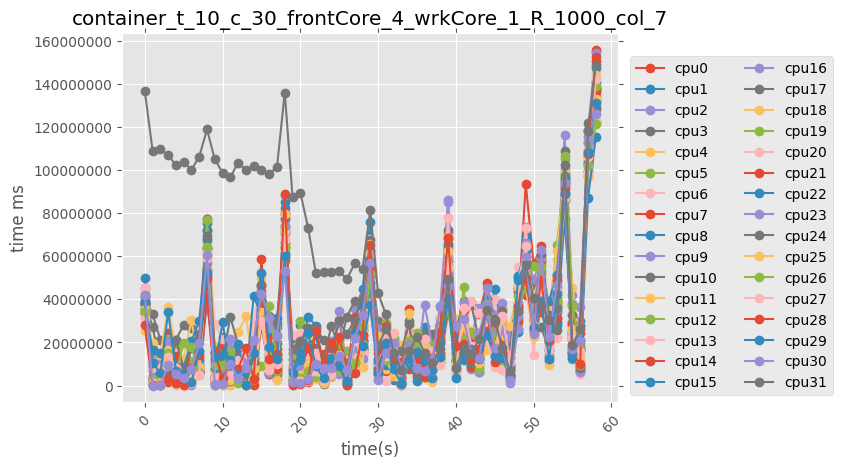 container_t_10_c_30_frontCore_4_wrkCore_1_R_1000_col_7
160000000
140000000
120000000
100000000
80000000
60000000
40000000
20000000
0
time ms
0
10
20
30
40
50
60
time(s)
cpu0
cpu1
cpu2
cpu3
cpu4
cpu5
cpu6
cpu7
cpu8
cpu9
cpu10
cpu11
cpu12
cpu13
cpu14
cpu15
cpu16
cpu17
cpu18
cpu19
cpu20
cpu21
cpu22
cpu23
cpu24
cpu25
cpu26
cpu27
cpu28
cpu29
cpu30
cpu31